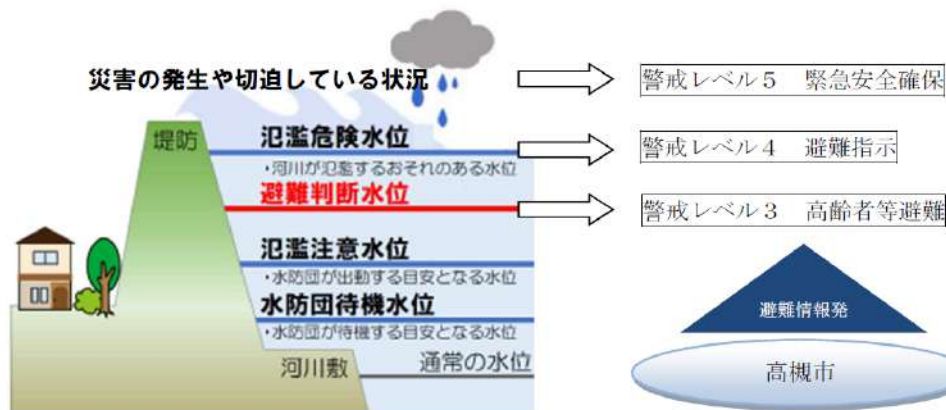 災害の発生や切迫している状況
警戒レベル5 緊急安全確保
堤防
氾濫危険水位
・河川が氾濫するおそれのある水位
警戒レベル4 避難指示
避難判断水位
警戒レベル3 高齢者等避難
氾濫注意水位
・水防団が出動する目安となる水位
水防団待機水位
・水防団が待機する目安となる水位
避難情報発
河川敷
通常の水位
高槻市